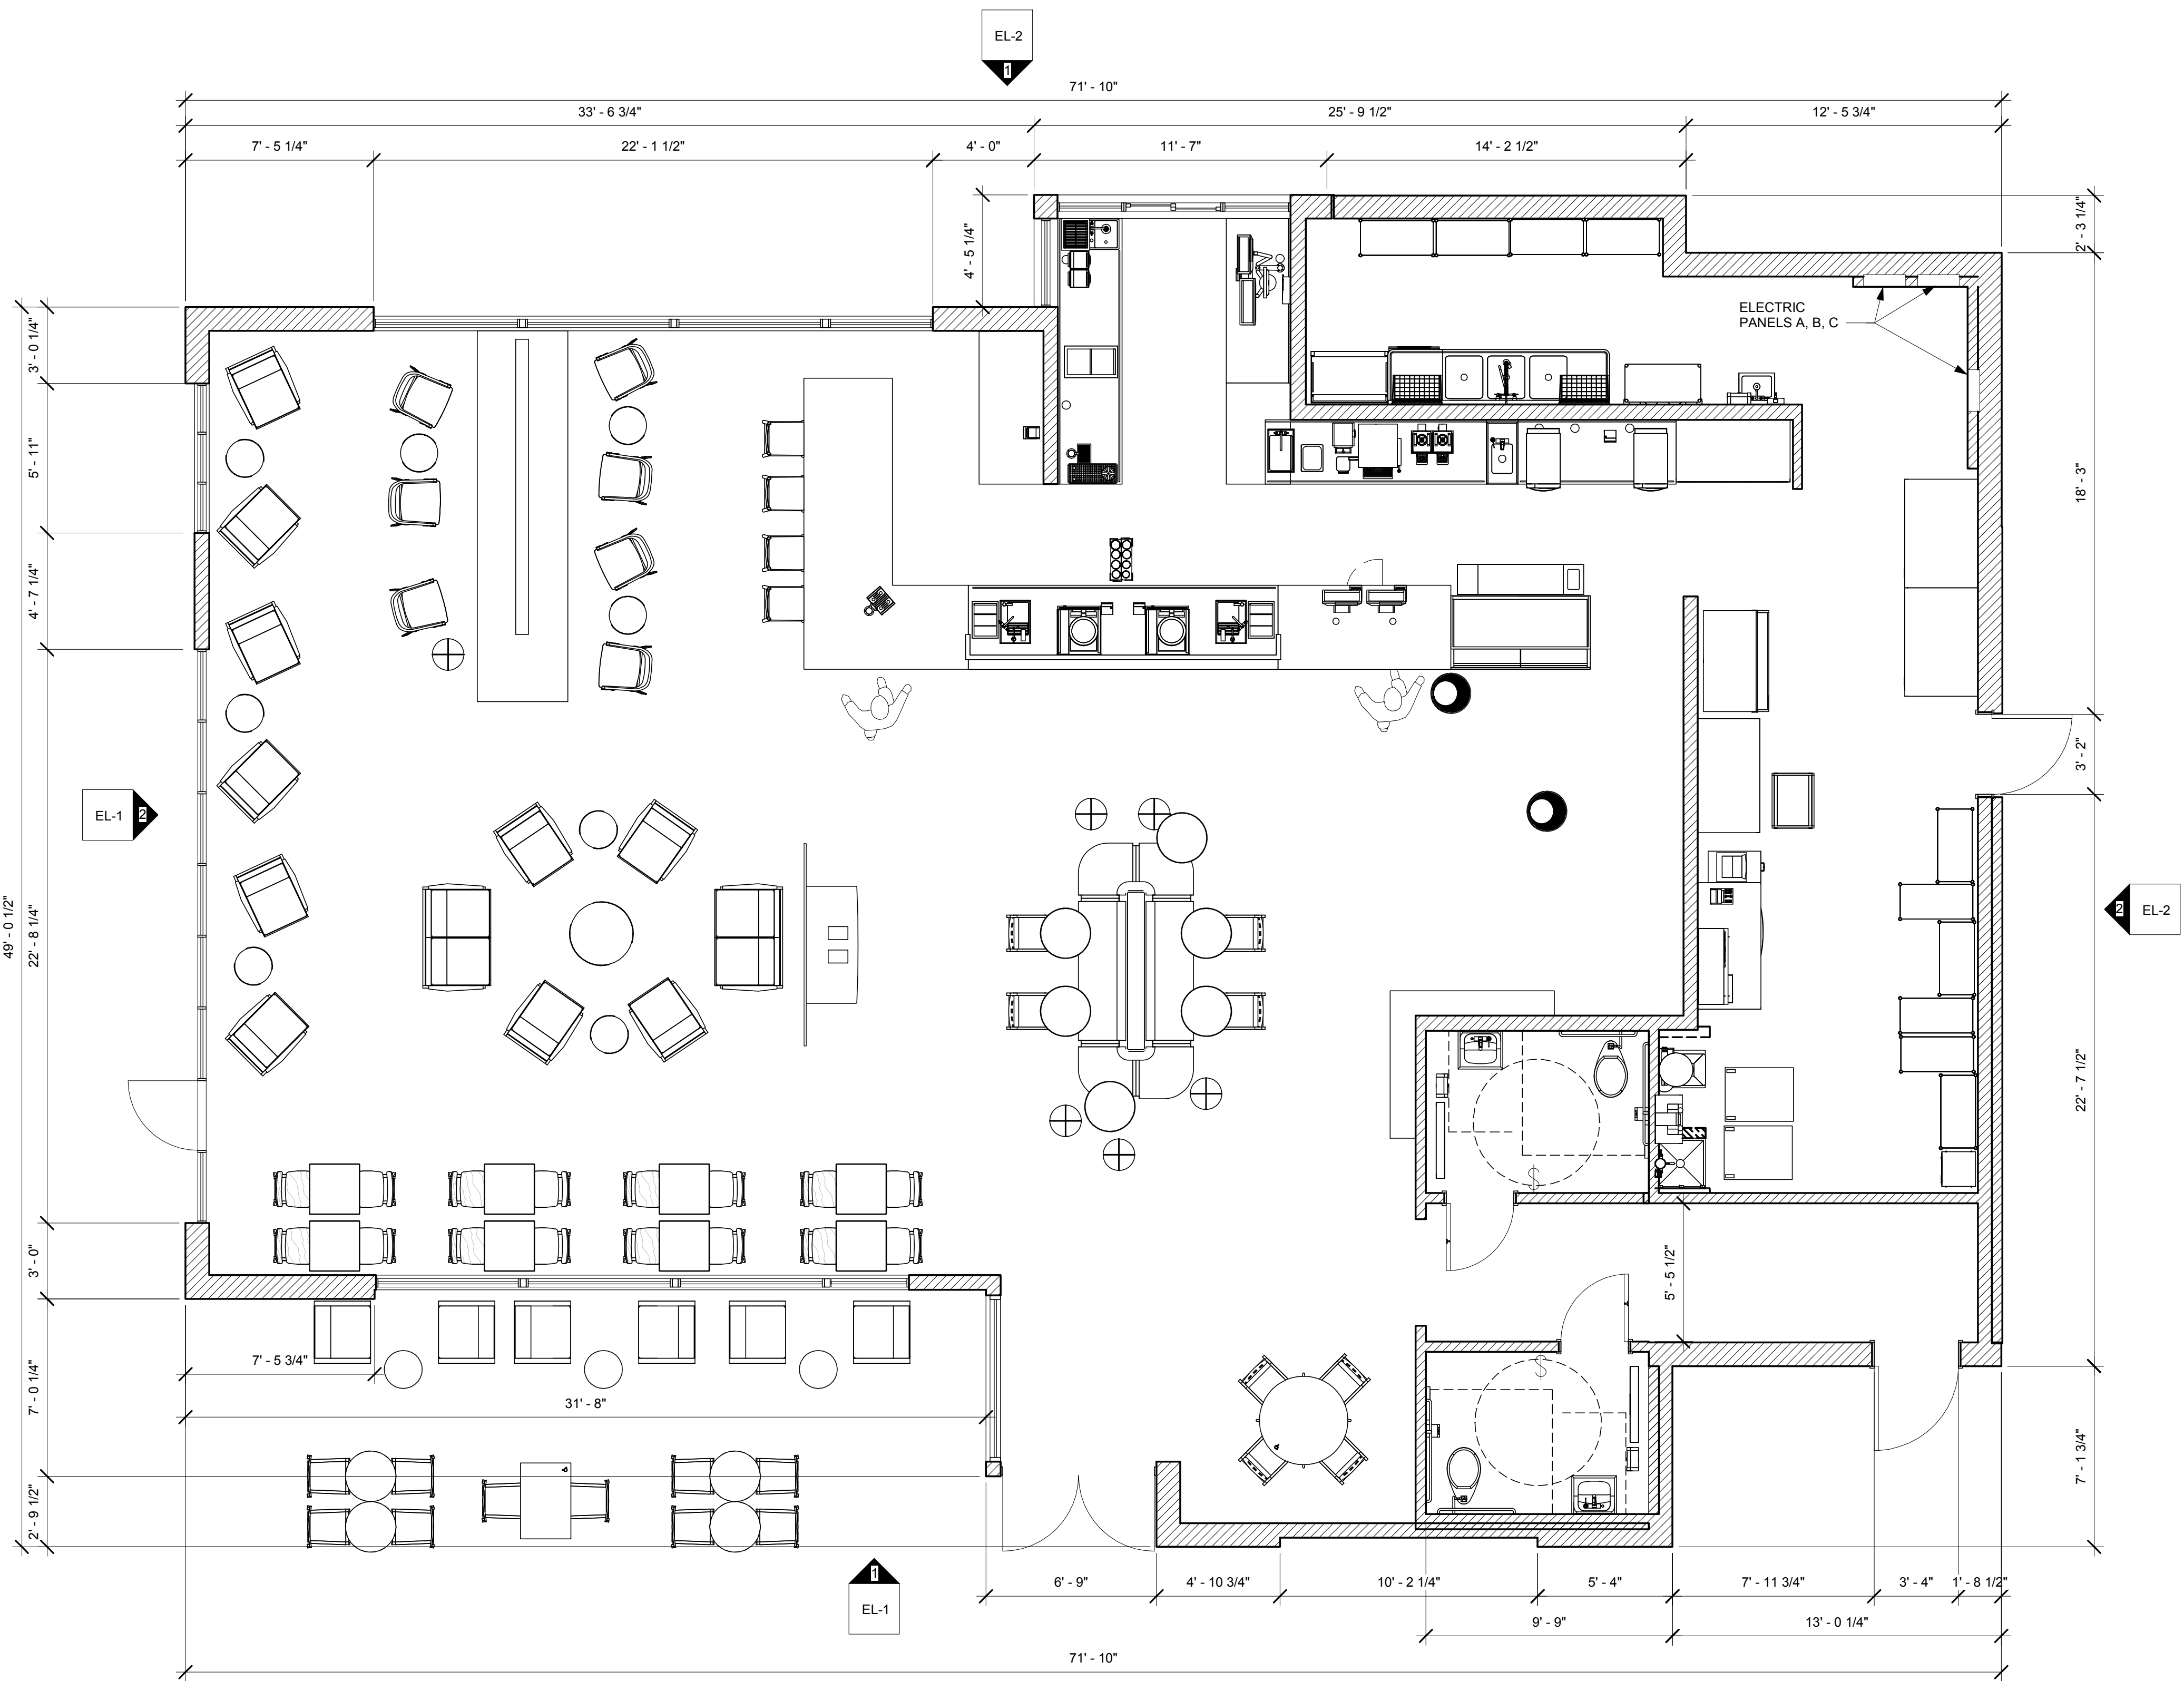 EL-2
1
71' - 10"
33' - 6 3/4"
25' - 9 1/2"
12' - 5 3/4"
7' - 5 1/4"
22' - 1 1/2"
4' - 0"
11' - 7"
14' - 2 1/2"
4' - 5 1/4"
2' - 3 1/4"
ELECTRIC
PANELS A, B, C
3' - 0 1/4"
5' - 11"
4' - 7 1/4"
18' - 3"
3' - 2"
EL-1
2
2
EL-2
49' - 0 1/2"
22' - 8 1/4"
22' - 7 1/2"
3' - 0"
5' - 5 1/2"
7' - 5 3/4"
7' - 0 1/4"
31' - 8"
7' - 1 3/4"
2' - 9 1/2"
$
$
1
EL-1
6' - 9"
4' - 10 3/4"
10' - 2 1/4"
5' - 4"
7' - 11 3/4"
3' - 4"
1' - 8 1/2"
9' - 9"
13' - 0 1/4"
71' - 10"